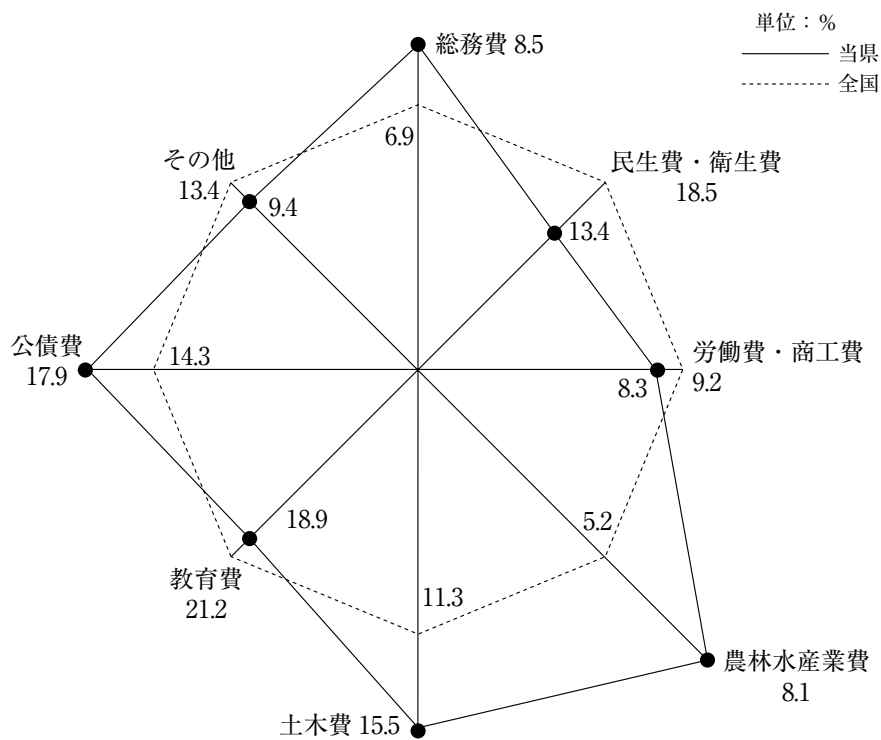 単位：%
当県
全国
総務費 8.5
6.9
民生費・衛生費
18.5
13.4
労働費・商工費
9.2
8.3
5.2
農林水産業費
8.1
11.3
土木費 15.5
18.9
教育費
21.2
公債費
17.9
14.3
その他
13.4
9.4